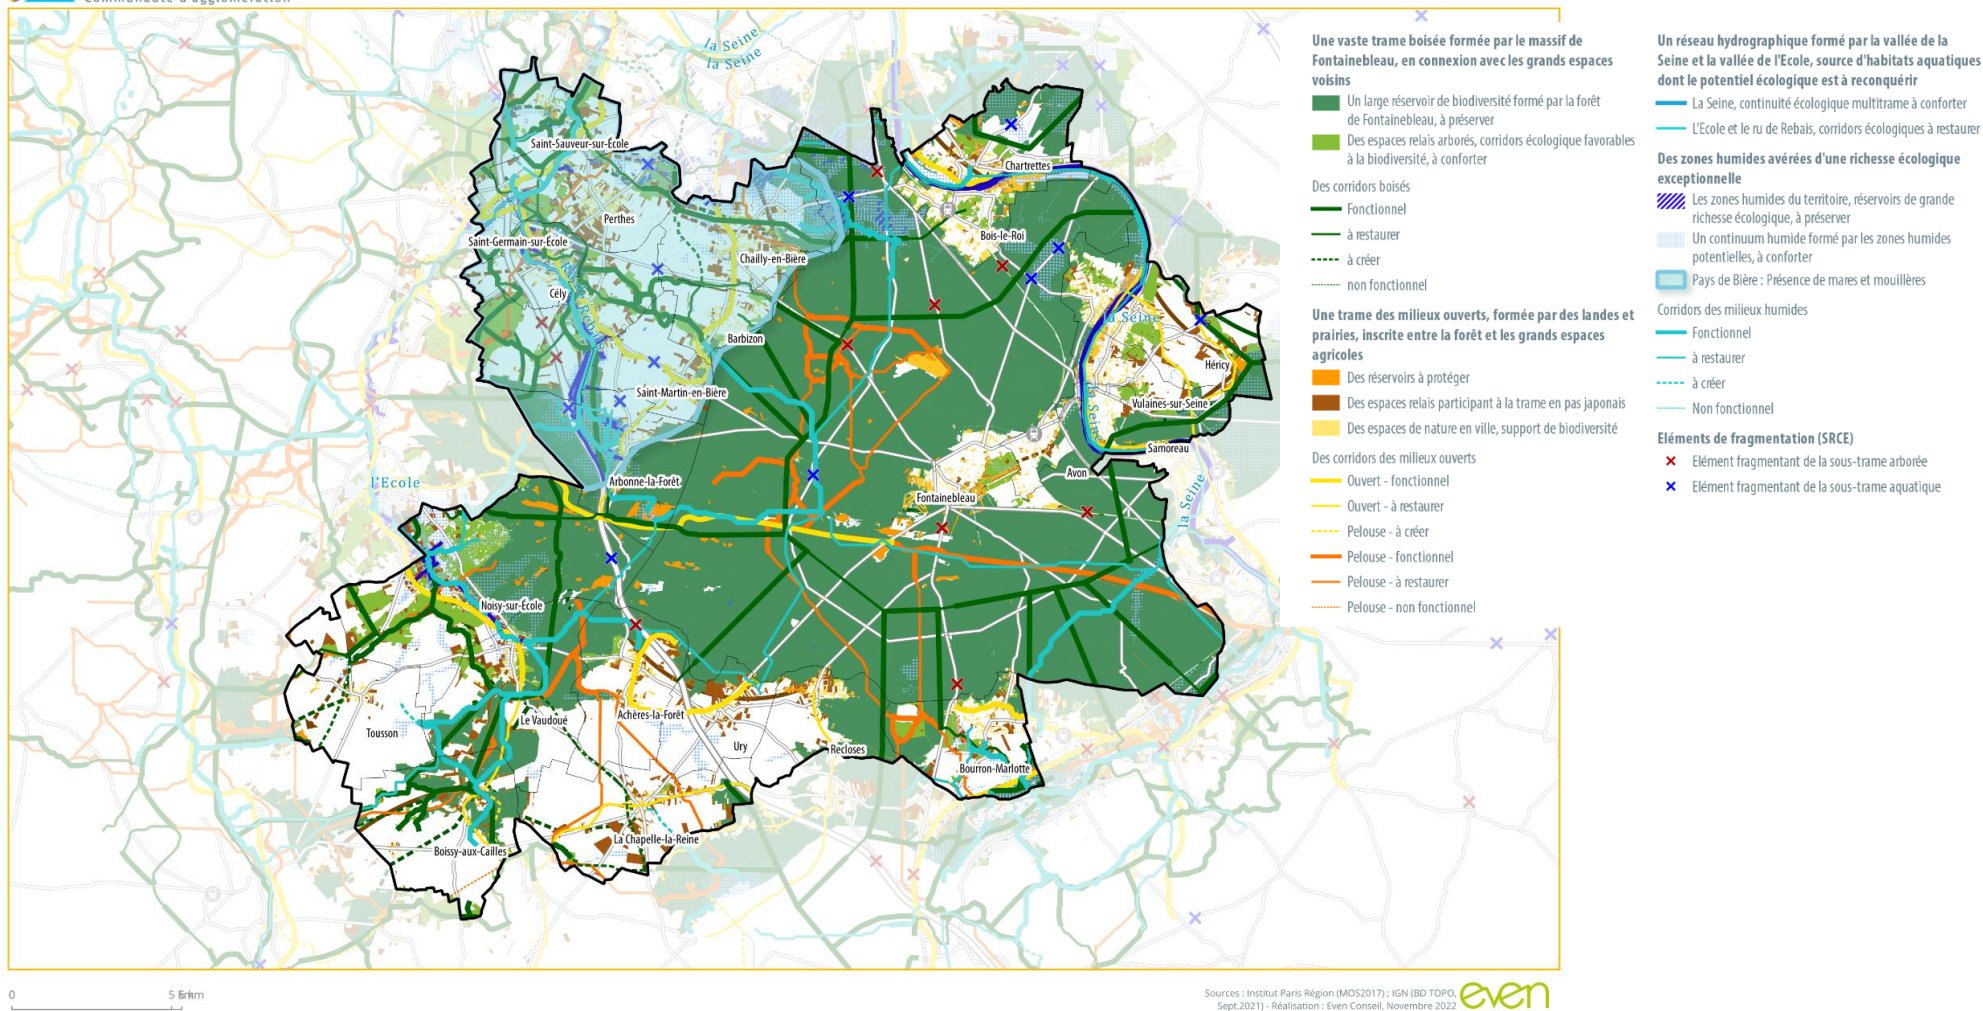 Communauté d'agglomération
la Seine
la Seine
Saint-Sauveur-sur-École
Chartrettes
Perthes
Bois-le-Roi
Saint-Germain-sur-École
Chailly-en-Bière
Cély
Ru de Rebais
la Seine
Barbizon
Héricy
Saint-Martin-en-Bière
Vulaines-sur-Seine
la Seine
Samoreau
l'Ecole
Arbonne-la-Forêt
Avon
Fontainebleau
la Seine
Noisy-sur-École
Le Vaudoué
Achères-la-Forêt
Tousson
Ury
Recloses
Bourron-Marlotte
La Chapelle-la-Reine
Boissy-aux-Cailles
Une vaste trame boisée formée par le massif de
Fontainebleau, en connexion avec les grands espaces
voisins
Un large réservoir de biodiversité formé par la forêt
de Fontainebleau, à préserver
Des espaces relais arborés, corridors écologique favorables
à la biodiversité, à conforter
Des corridors boisés
Fonctionnel
à restaurer
à créer
non fonctionnel
Une trame des milieux ouverts, formée par des landes et
prairies, inscrite entre la forêt et les grands espaces
agricoles
Des réservoirs à protéger
Des espaces relais participant à la trame en pas japonais
Des espaces de nature en ville, support de biodiversité
Des corridors des milieux ouverts
Ouvert - fonctionnel
Ouvert - à restaurer
Pelouse - à créer
Pelouse - fonctionnel
Pelouse - à restaurer
Pelouse - non fonctionnel
Un réseau hydrographique formé par la vallée de la
Seine et la vallée de l'Ecole, source d'habitats aquatiques
dont le potentiel écologique est à reconquérir
La Seine, continuité écologique multitrame à conforter
L'Ecole et le ru de Rebais, corridors écologiques à restaurer
Des zones humides avérées d'une richesse écologique
exceptionnelle
Les zones humides du territoire, réservoirs de grande
richesse écologique, à préserver
Un continuum humide formé par les zones humides
potentielles, à conforter
Pays de Bière : Présence de mares et mouillères
Corridors des milieux humides
Fonctionnel
à restaurer
à créer
Non fonctionnel
Eléments de fragmentation (SRCE)
Elément fragmentant de la sous-trame arborée
Elément fragmentant de la sous-trame aquatique
0 5 km
Sources : Institut Paris Région (MOS2017) ; IGN (BD TOPO,
Sept.2021) - Réalisation : Even Conseil, Novembre 2022
even